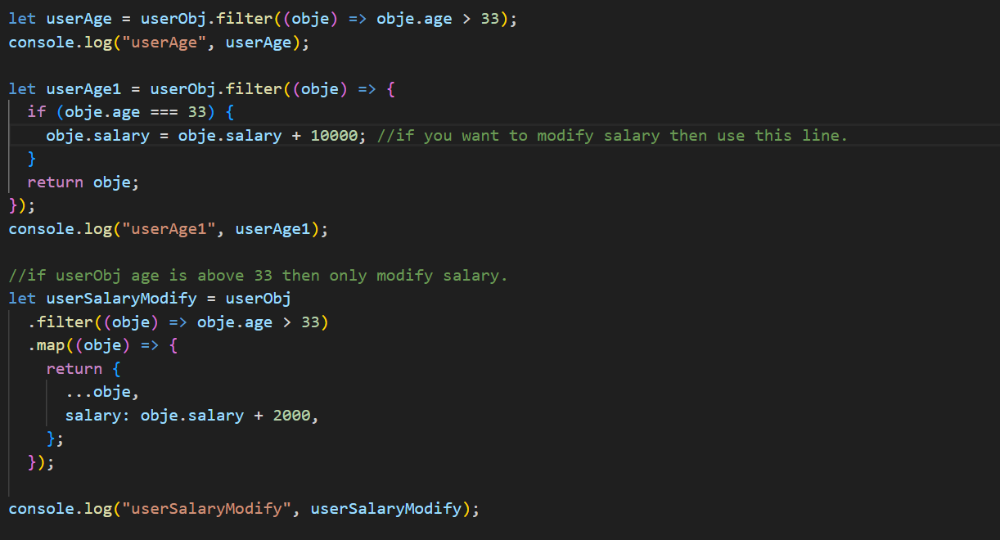 let userAge = userObj.filter((obje) => obje.age > 33);
console.log("userAge", userAge);

let userAge1 = userObj.filter((obje) => {
  if (obje.age === 33) {
    obje.salary = obje.salary + 10000; //if you want to modify salary then use this line.
  }
  return obje;
});
console.log("userAge1", userAge1);

//if userObj age is above 33 then only modify salary.
let userSalaryModify = userObj
  .filter((obje) => obje.age > 33)
  .map((obje) => {
    return {
      ...obje,
      salary: obje.salary + 2000,
    };
  });

console.log("userSalaryModify", userSalaryModify);